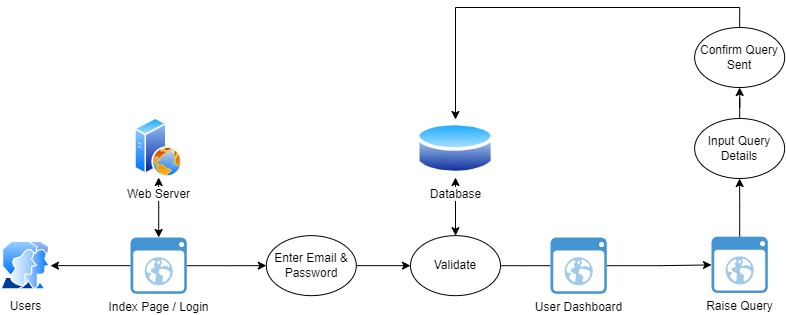 Confirm Query
Sent
Input Query
Details
Web Server
Database
Enter Email &
Password
Validate
Users
Index Page / Login
User Dashboard
Raise Query